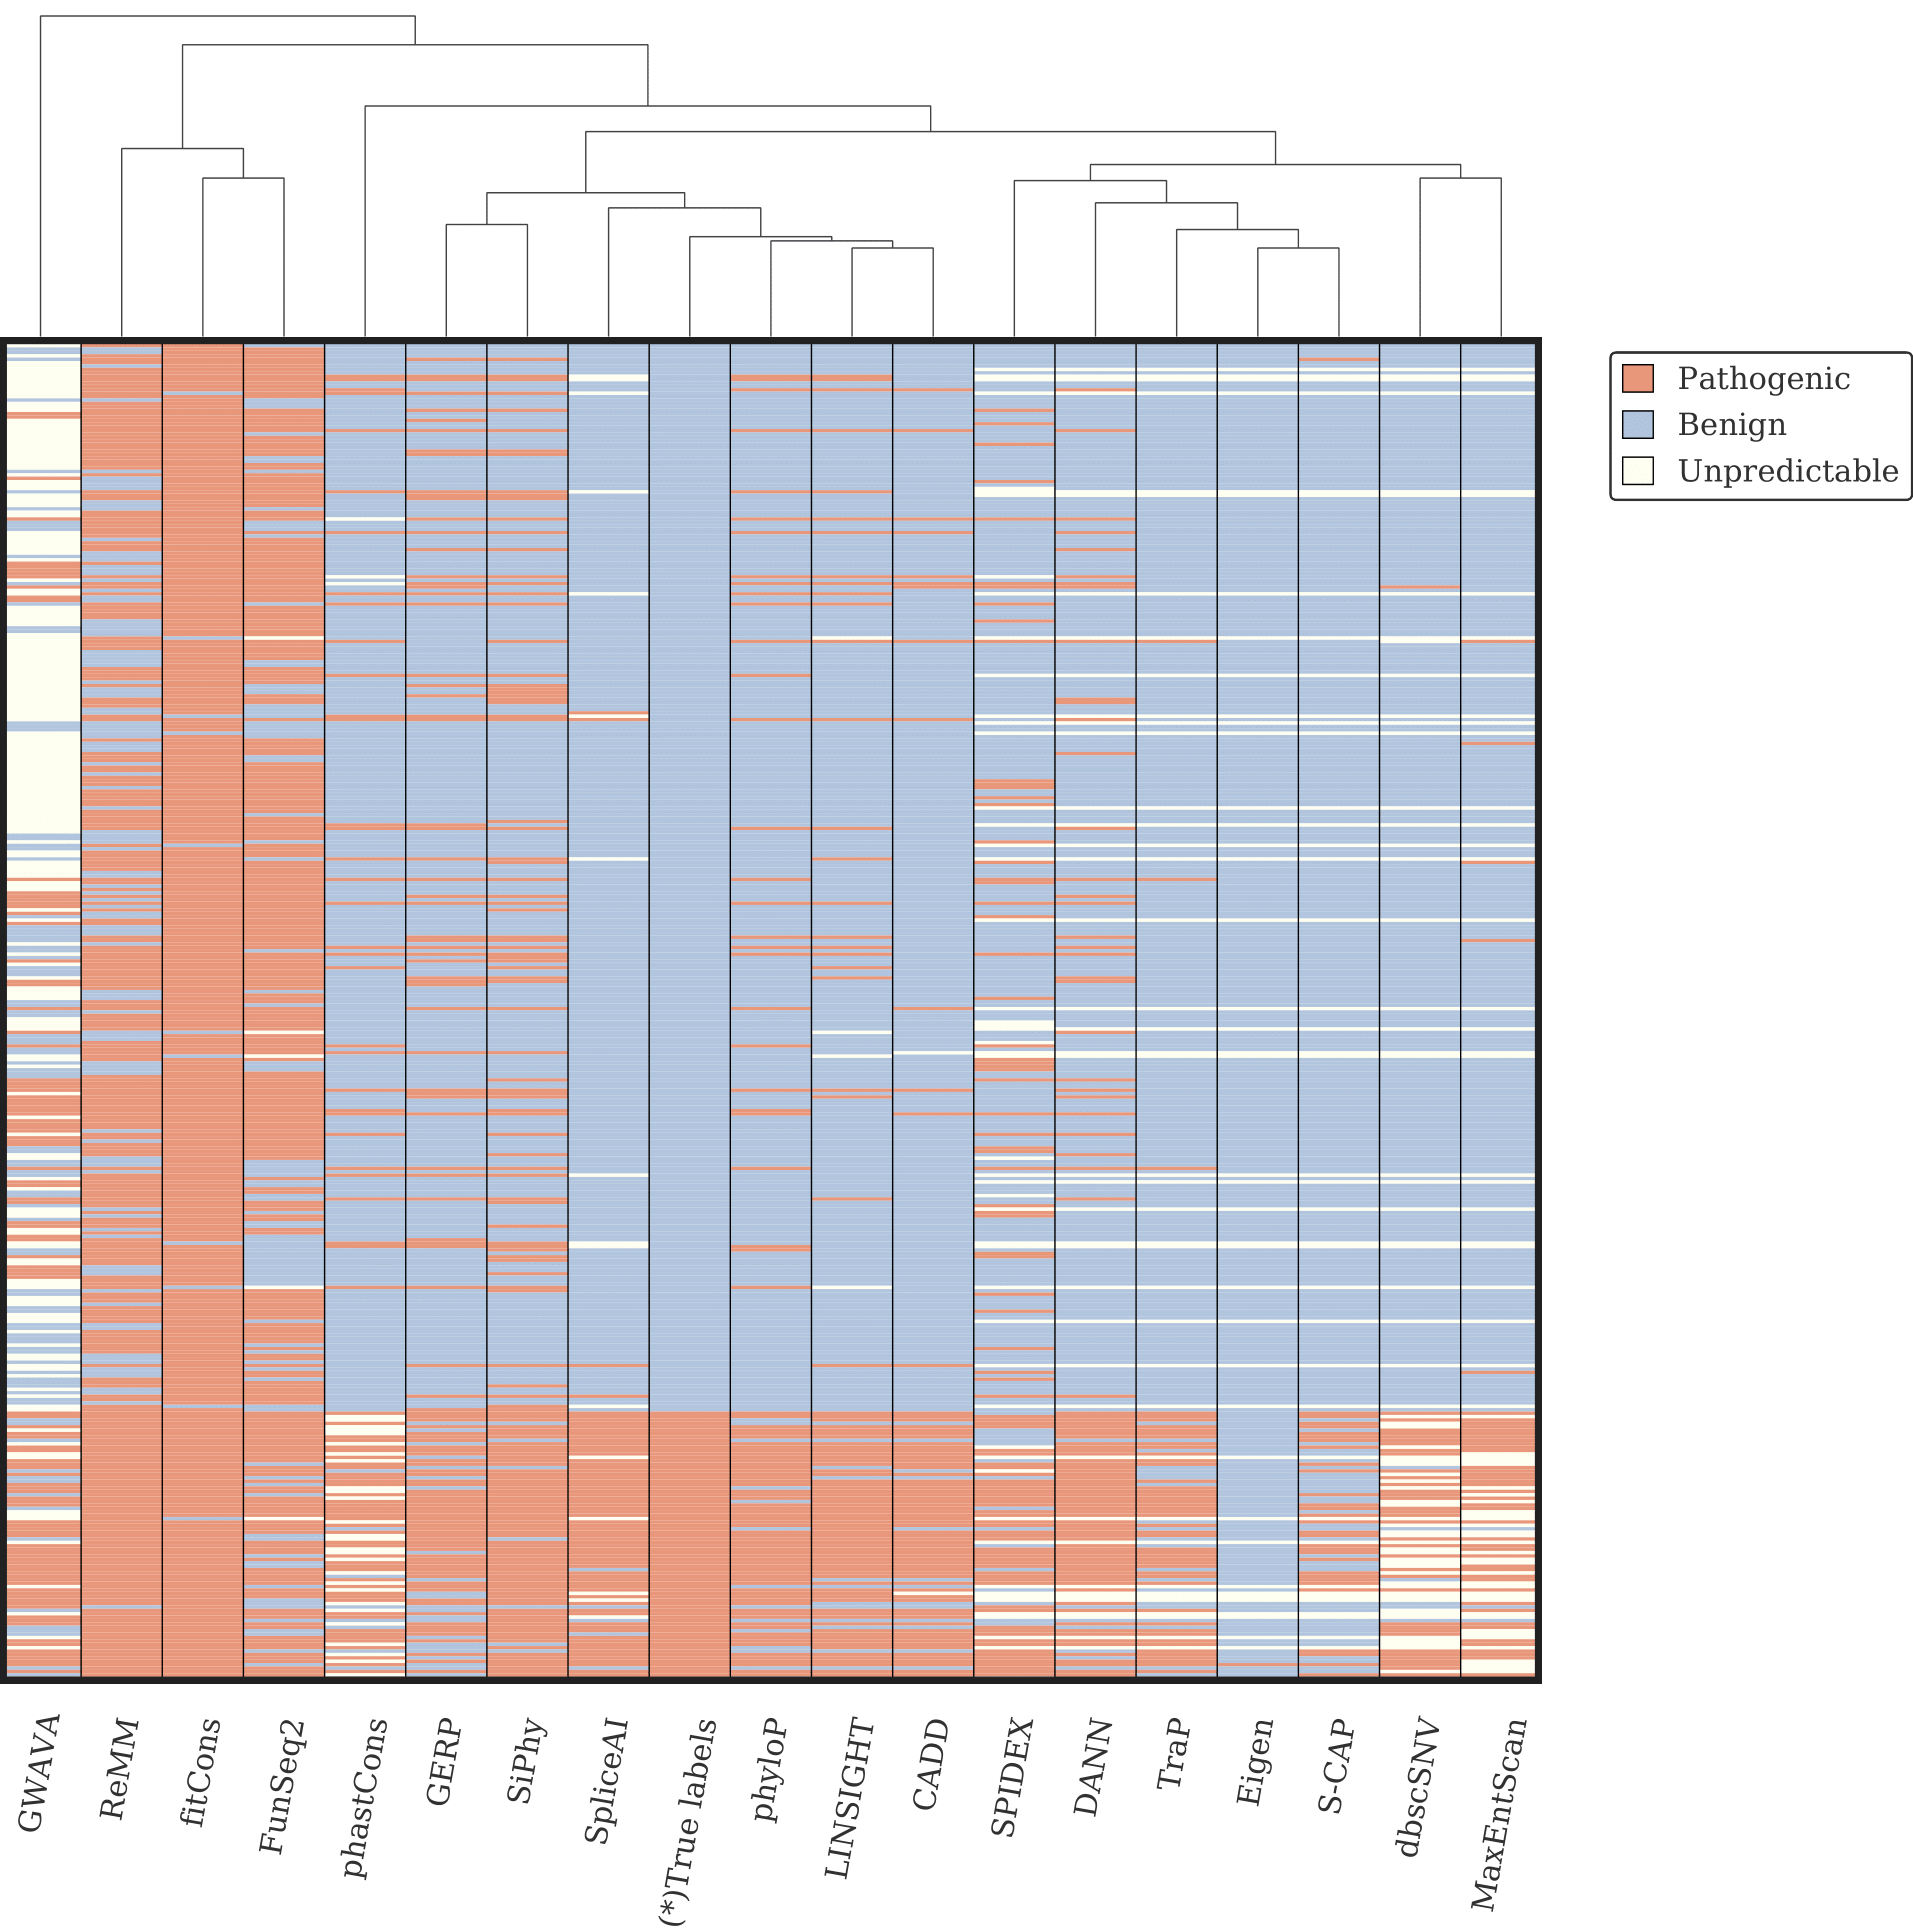 Pathogenic
Benign
Unpredictable
GWAVA
ReMM
fitCons
FunSeq2
phastCons
GERP
SiPhy
SpliceAI
(*)True labels
phyloP
LINSIGHT
CADD
SPIDEX
DANN
TraP
Eigen
S-CAP
dbscSNV
MaxEntScan